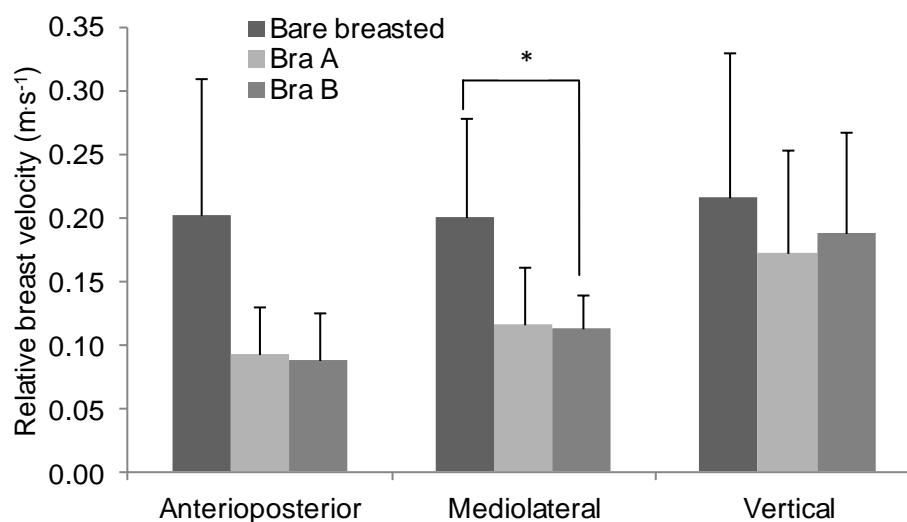 Relative breast velocity (m·s⁻¹)
0.35
0.30
0.25
0.20
0.15
0.10
0.05
0.00
Bare breasted
Bra A
Bra B
*
Anterioposterior
Mediolateral
Vertical